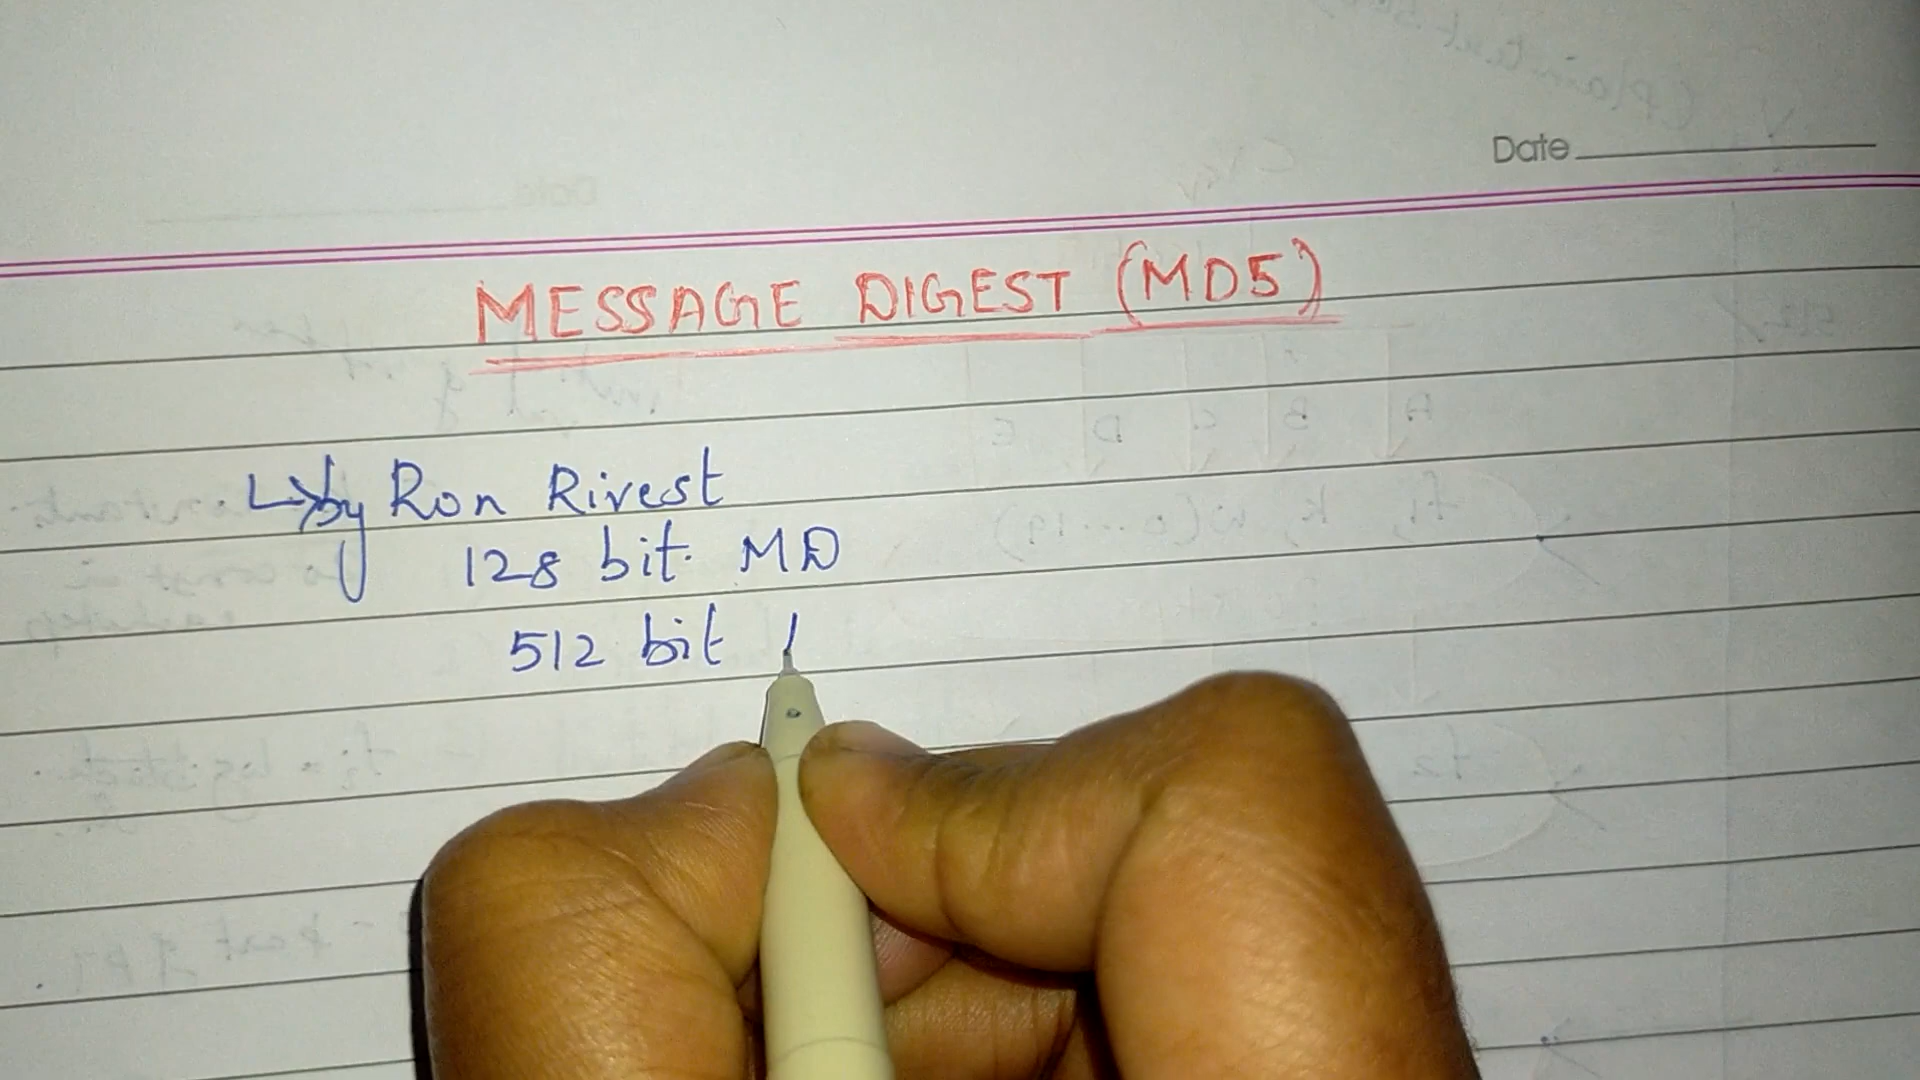 Date
MESSAGE DIGEST (MD5)
↳ by Ron Rivest
128 bit MD
512 bit